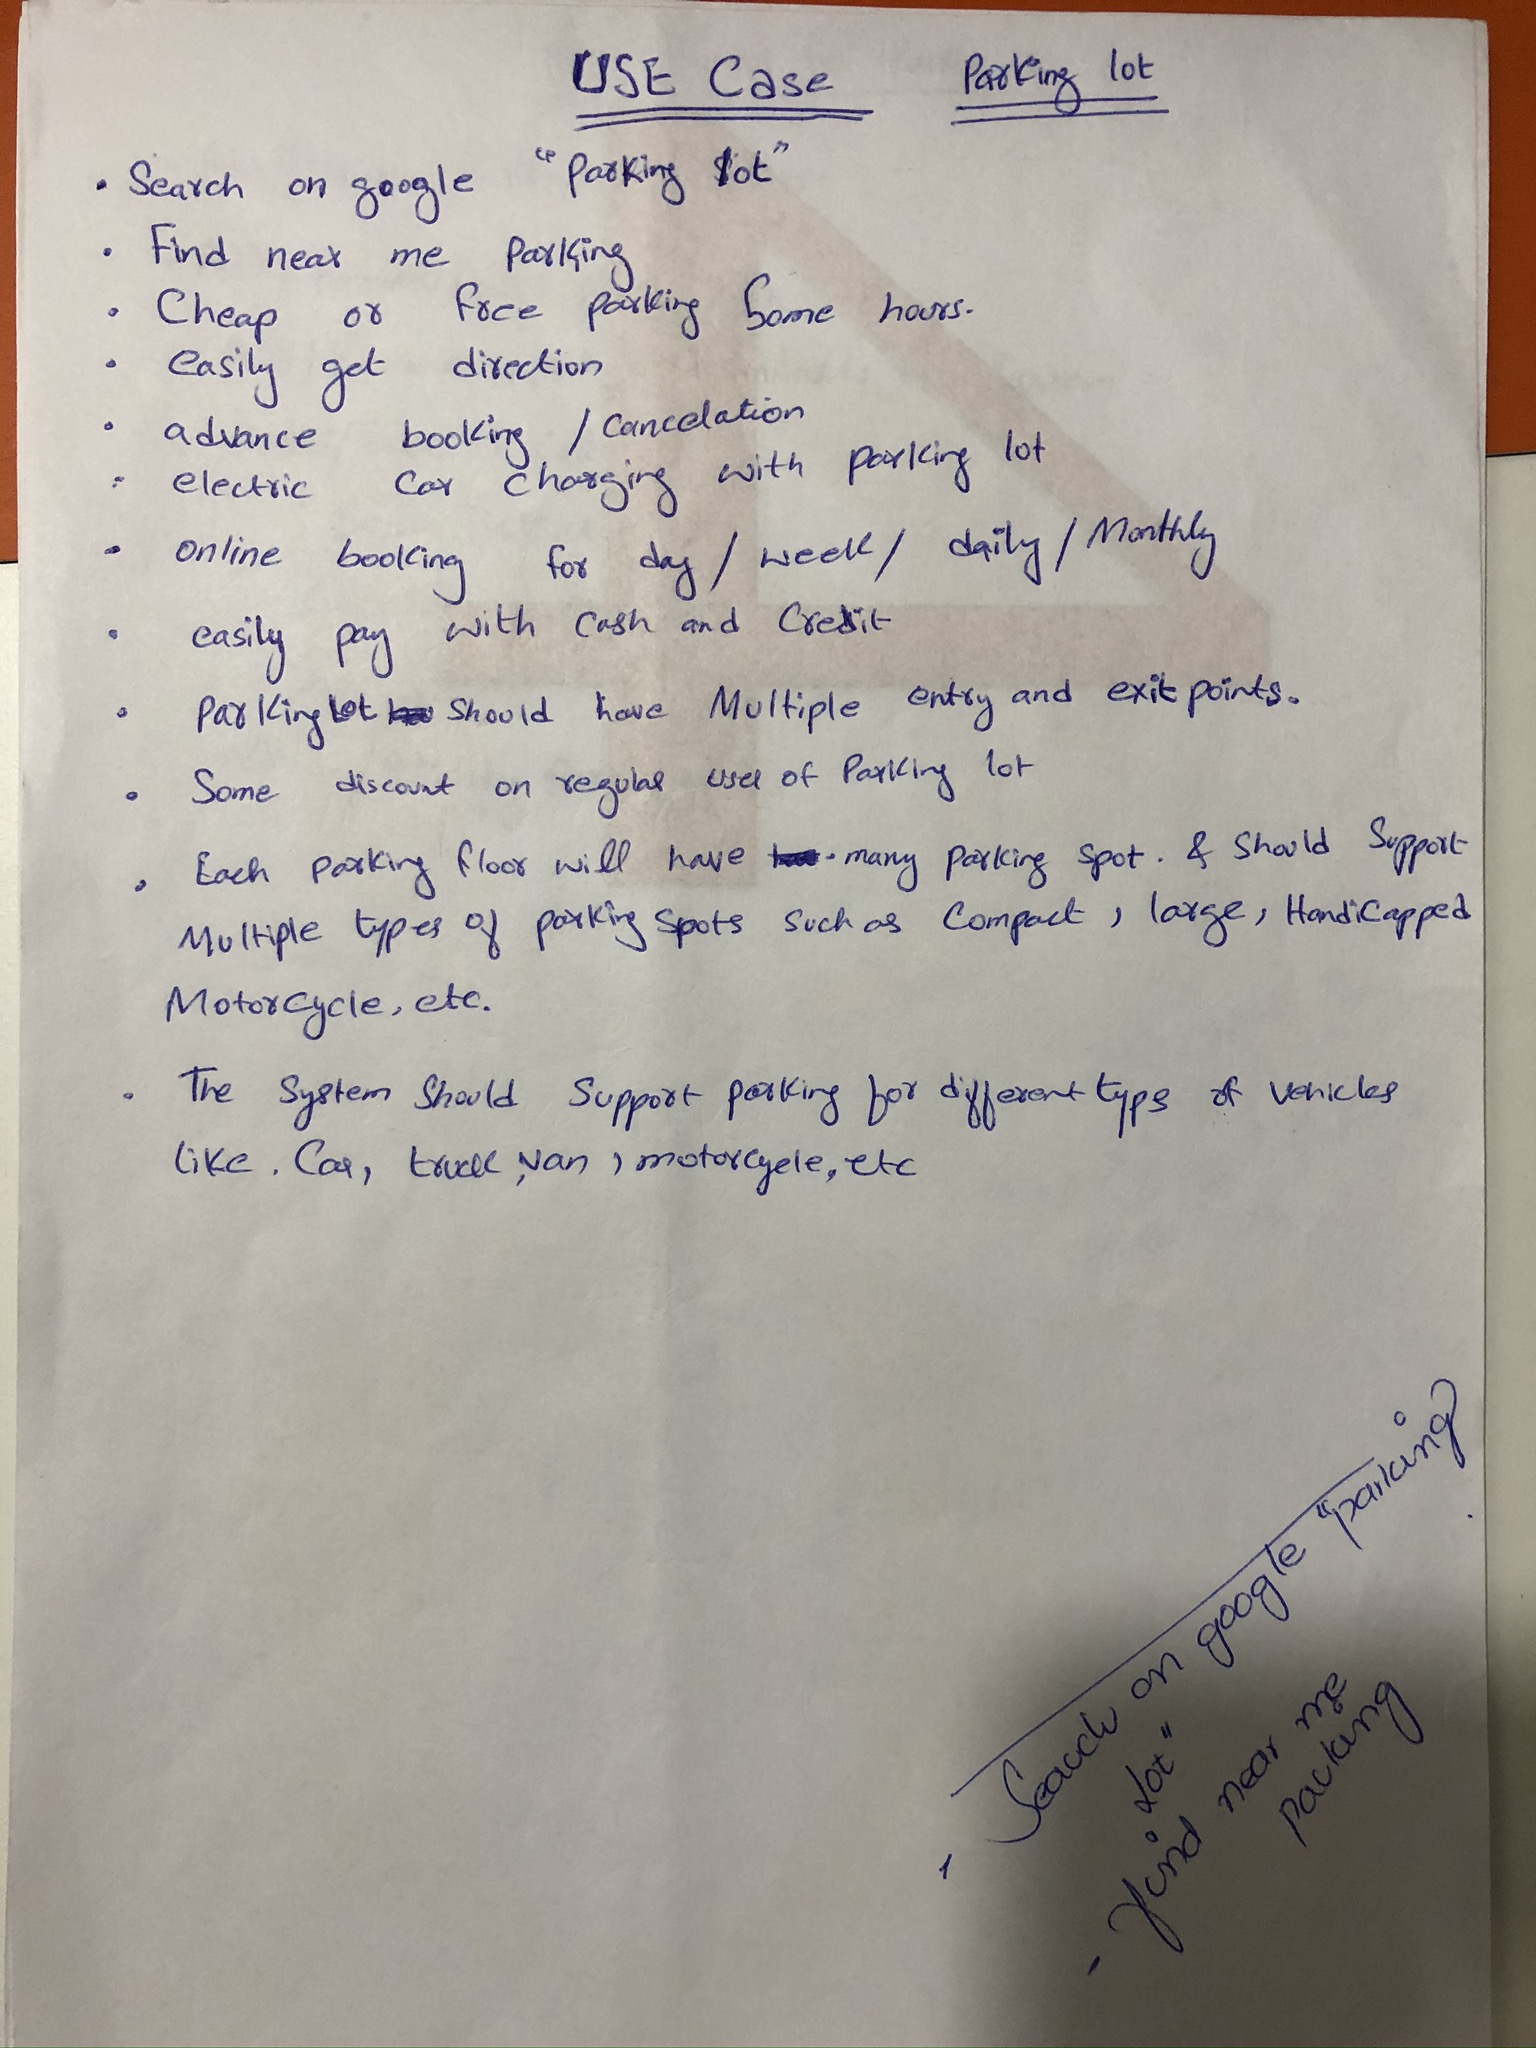 USE Case Parking lot
• Search on google "Parking lot"
• Find near me Parking
• Cheap or free parking Some hours.
• easily get direction
• advance booking / Cancelation
• electric Car Charging with parking lot
• online booking for day / week / daily / Monthly
• easily pay with Cash and Credit
• Parking Lot Should have Multiple entry and exit points.
• Some discount on regular use of Parking lot
• Each parking floor will have many parking spot. & Should Support
Multiple types of parking spots such as Compact, large, Handicapped
Motorcycle, etc.
• The System Should Support parking for different typs of vehicles
like. Car, truck, van, motorcycle, etc
- Search on google "parking
Lot"
- Find near me
parking